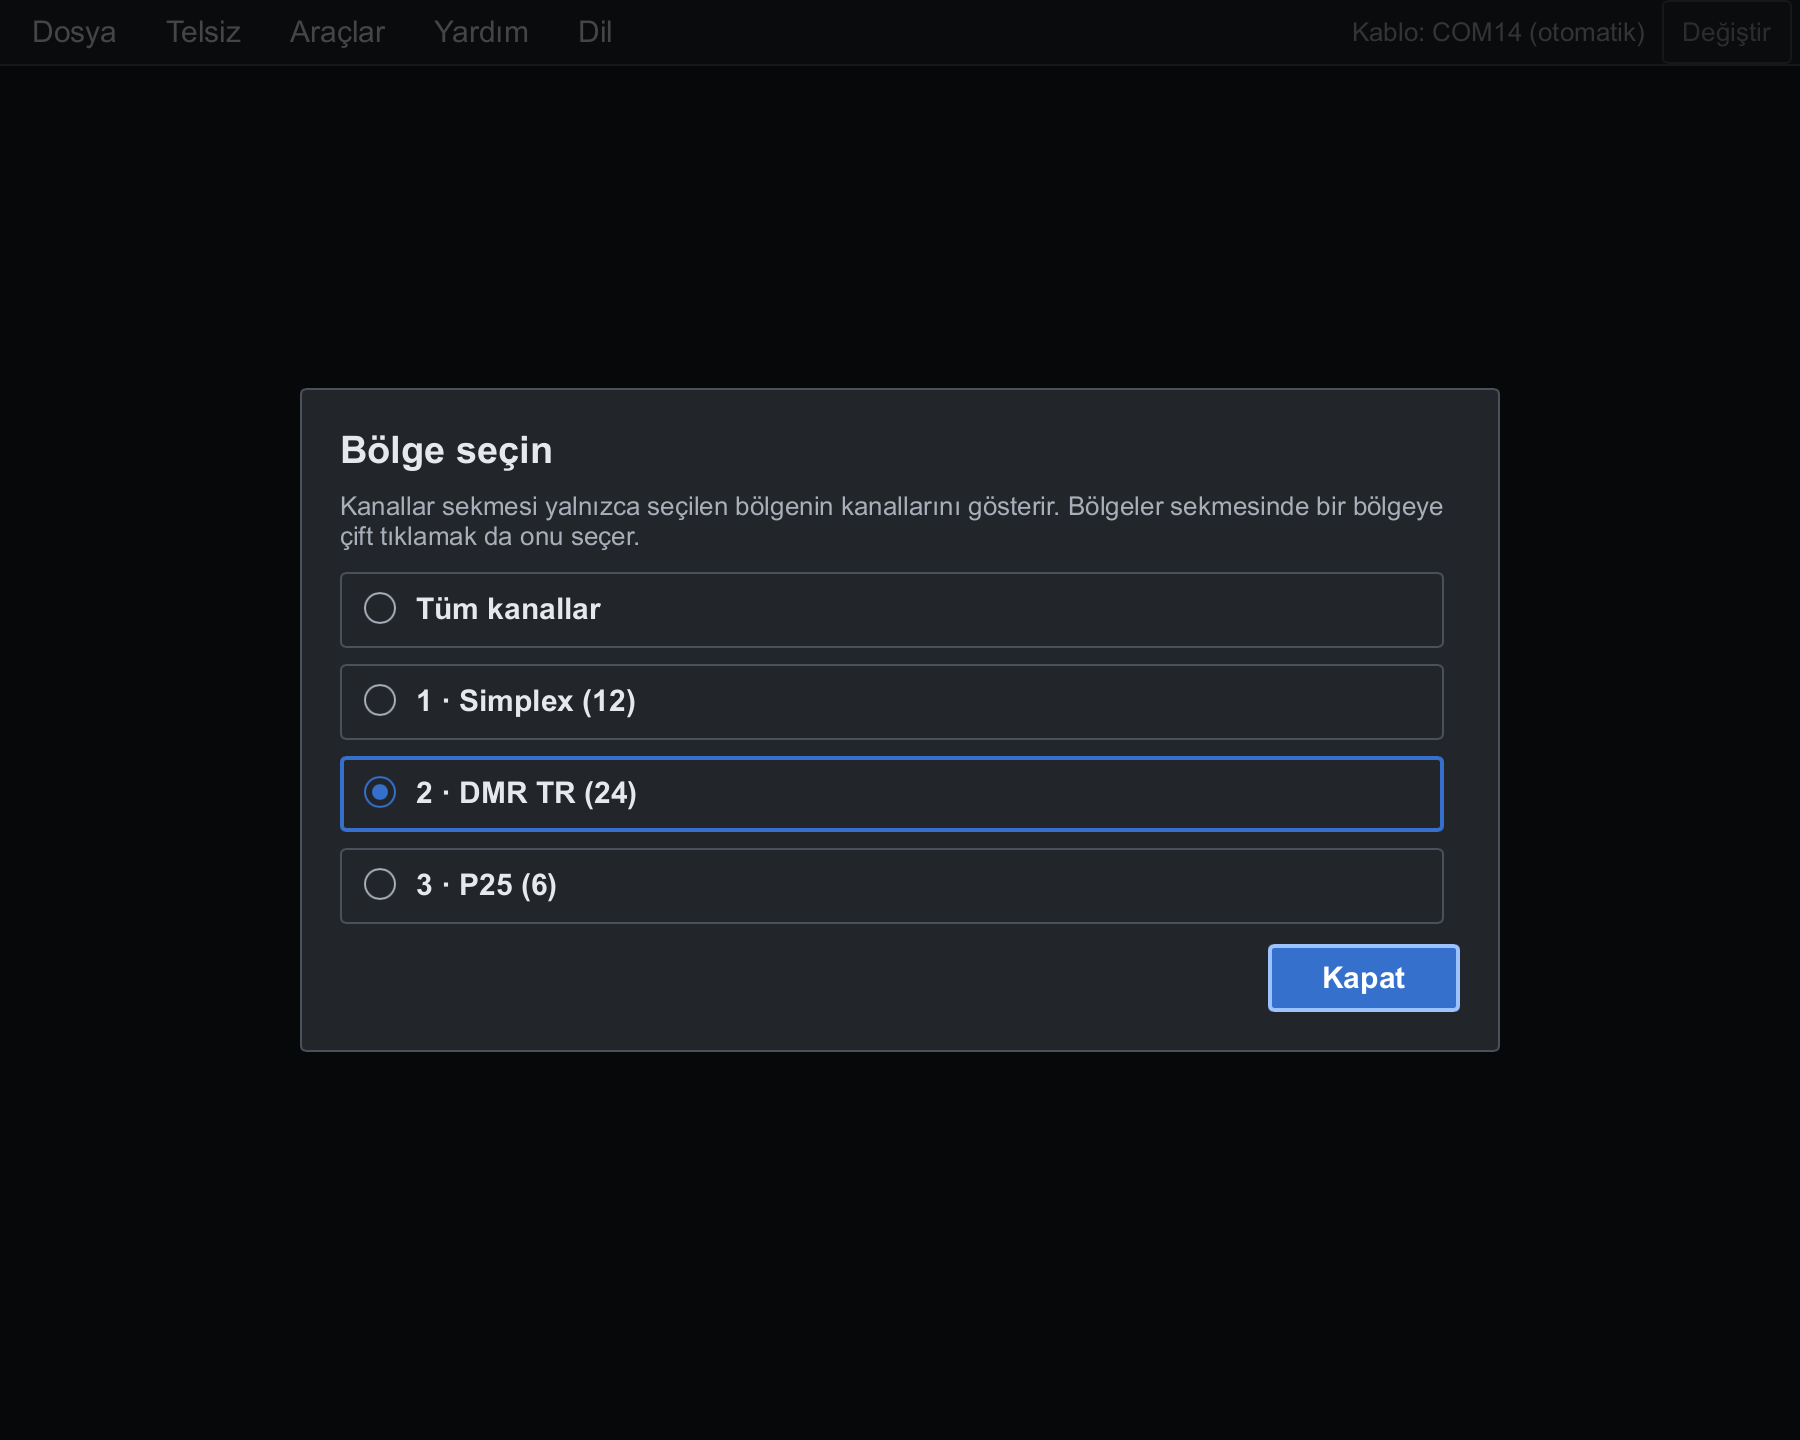 Dosya Telsiz Araçlar Yardım Dil Kablo: COM14 (otomatik) Değiştir
Bölge seçin
Kanallar sekmesi yalnızca seçilen bölgenin kanallarını gösterir. Bölgeler sekmesinde bir bölgeye
çift tıklamak da onu seçer.
Tüm kanallar
1 · Simplex (12)
2 · DMR TR (24)
3 · P25 (6)
Kapat